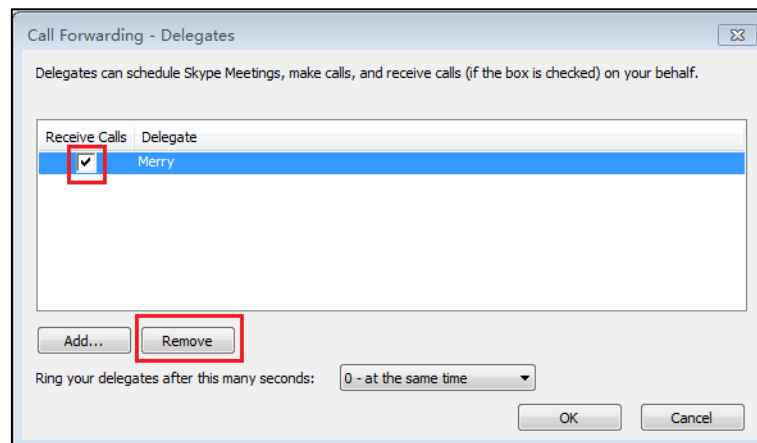 Call Forwarding - Delegates
Delegates can schedule Skype Meetings, make calls, and receive calls (if the box is checked) on your behalf.
Receive Calls Delegate
Merry
Add... Remove
Ring your delegates after this many seconds: 0 - at the same time
OK Cancel